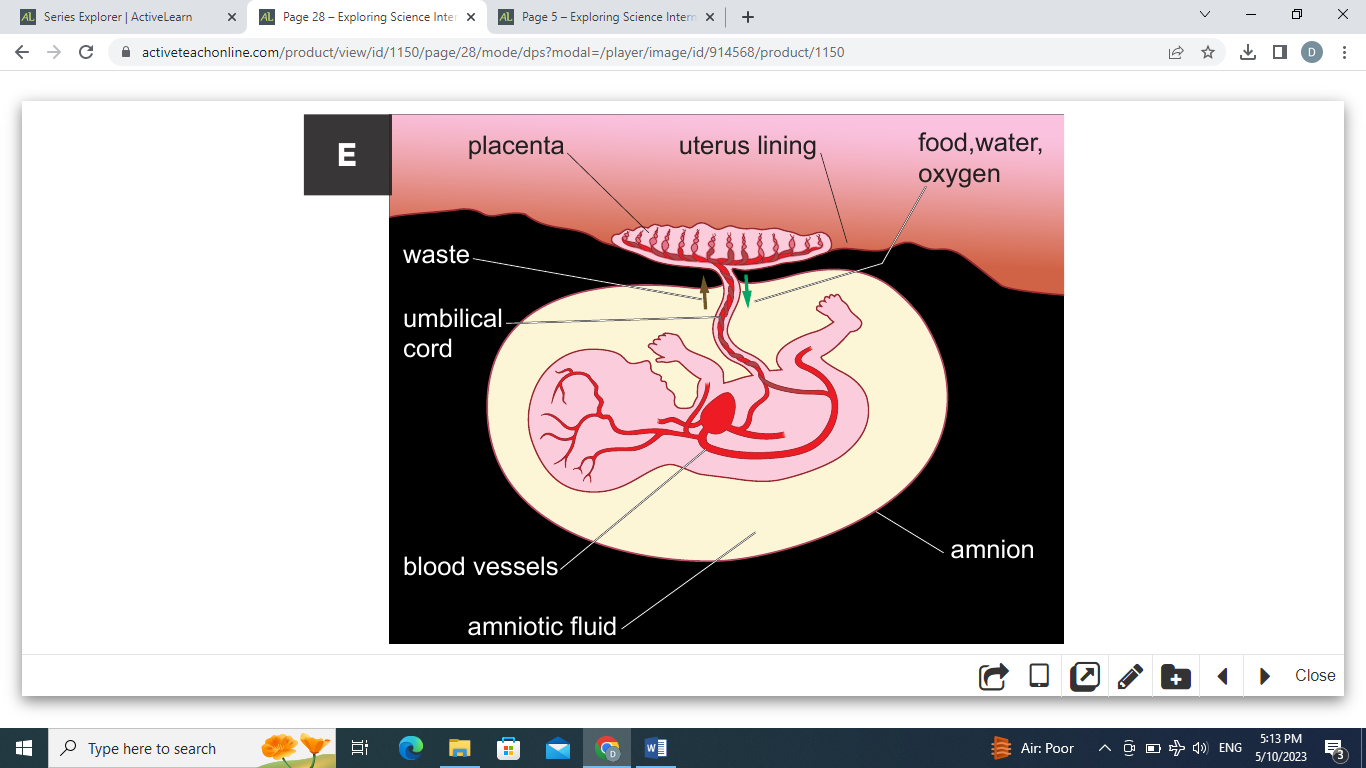 Series Explorer | ActiveLearn
Page 28 – Exploring Science Inter
Page 5 – Exploring Science Intern
activeteachonline.com/product/view/id/1150/page/28/mode/dps?modal=/player/image/id/914568/product/1150
D
E
placenta
uterus lining
food,water,
oxygen
waste
umbilical
cord
blood vessels
amnion
amniotic fluid
Close
Type here to search
Air: Poor
ENG
5:13 PM
5/10/2023
3